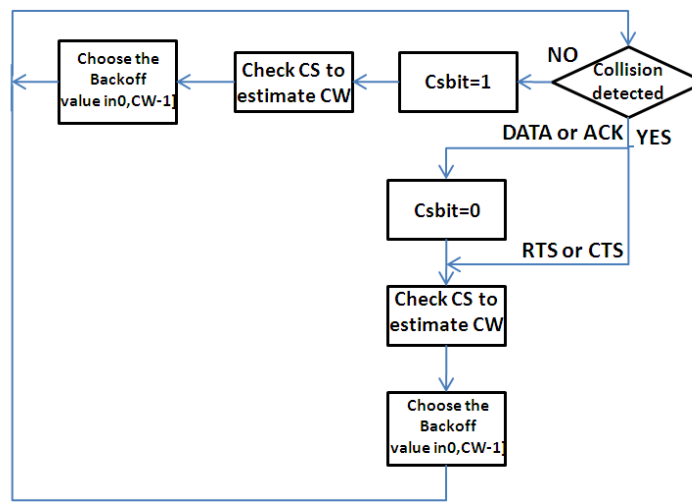 Choose the
Backoff
value in0,CW-1]
Check CS to
estimate CW
Csbit=1
NO
Collision
detected
DATA or ACK
YES
Csbit=0
RTS or CTS
Check CS to
estimate CW
Choose the
Backoff
value in0,CW-1]